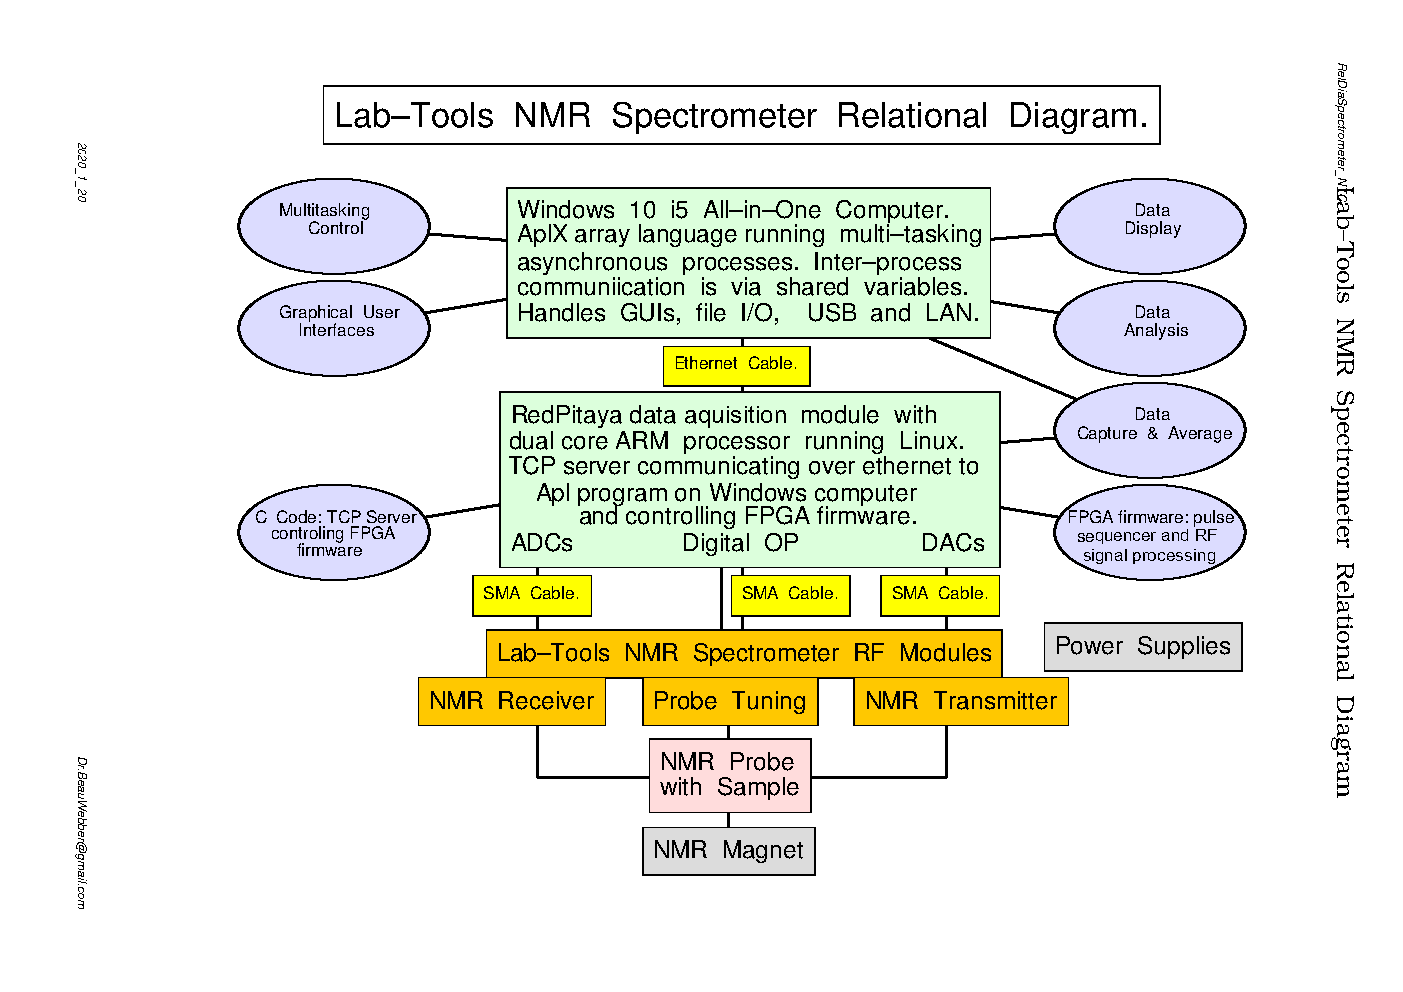 Lab–Tools NMR Spectrometer Relational Diagram.
Multitasking
Control
Graphical User
Interfaces
Windows 10 i5 All–in–One Computer.
AplX array language running multi–tasking
asynchronous processes. Inter–process
communiication is via shared variables.
Handles GUIs, file I/O, USB and LAN.
Data
Display
Data
Analysis
Data
Capture & Average
Ethernet Cable.
RedPitaya data aquisition module with
dual core ARM processor running Linux.
TCP server communicating over ethernet to
Apl program on Windows computer
and controlling FPGA firmware.
ADCs Digital OP DACs
C Code: TCP Server
controling FPGA
firmware
FPGA firmware: pulse
sequencer and RF
signal processing
SMA Cable.
SMA Cable.
SMA Cable.
Lab–Tools NMR Spectrometer RF Modules
Power Supplies
NMR Receiver
Probe Tuning
NMR Transmitter
NMR Probe
with Sample
NMR Magnet
2020_1_20
Dr.BeauWebber@gmail.com
Lab–Tools NMR Spectrometer Relational Diagram